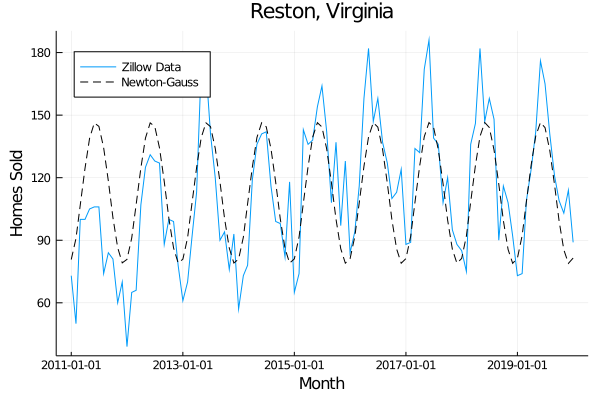 Reston, Virginia
Zillow Data
Newton-Gauss
Homes Sold
180
150
120
90
60
2011-01-01 2013-01-01 2015-01-01 2017-01-01 2019-01-01
Month